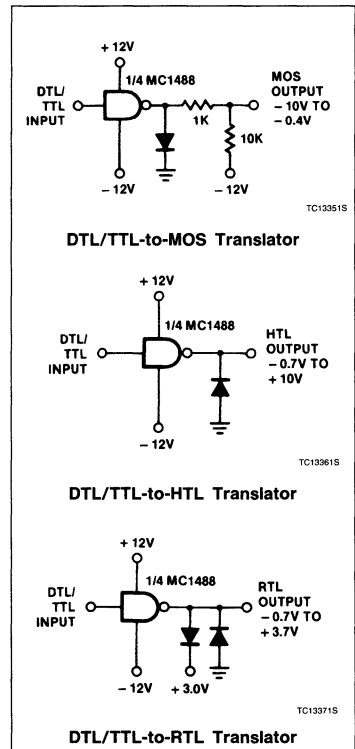 + 12V
1/4 MC1488
DTL/
TTL
INPUT
MOS
OUTPUT
– 10V TO
– 0.4V
1K
10K
– 12V
– 12V
TC13351S
DTL/TTL-to-MOS Translator
+ 12V
1/4 MC1488
DTL/
TTL
INPUT
HTL
OUTPUT
– 0.7V TO
+ 10V
– 12V
TC13361S
DTL/TTL-to-HTL Translator
+ 12V
1/4 MC1488
DTL/
TTL
INPUT
RTL
OUTPUT
– 0.7V TO
+ 3.7V
– 12V
+ 3.0V
TC13371S
DTL/TTL-to-RTL Translator